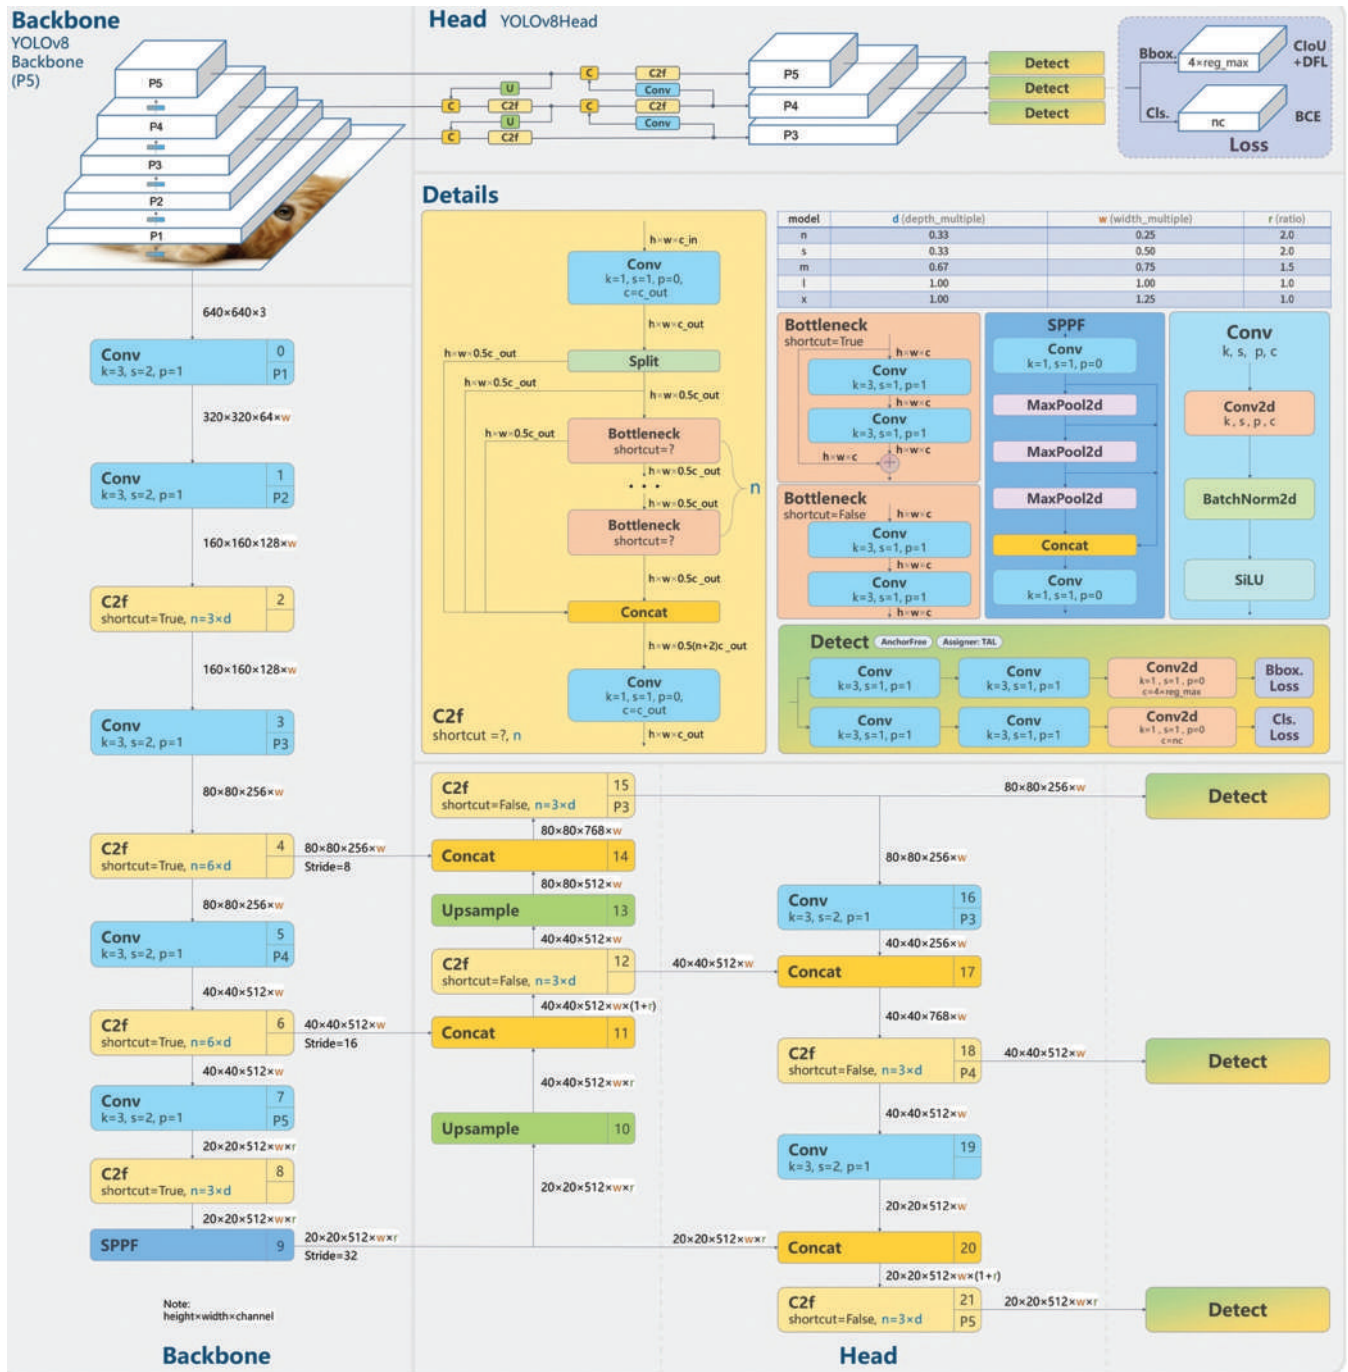 Backbone
YOLOv8
Backbone
(P5)
P5
P4
P3
P2
P1
Head YOLOv8Head
C
C2f
U
Conv
C
C2f
C
C2f
U
Conv
C
C2f
P5
P4
P3
Detect
Detect
Detect
Bbox.
4×reg_max
CIoU
+DFL
Cls.
nc
BCE
Loss
Details
h×w×c_in
Conv
k=1, s=1, p=0,
c=c_out
h×w×c_out
h×w×0.5c_out
Split
h×w×0.5c_out
h×w×0.5c_out
Bottleneck
shortcut=?
h×w×0.5c_out
• • •
n
h×w×0.5c_out
Bottleneck
shortcut=?
h×w×0.5c_out
Concat
h×w×0.5(n+2)c_out
Conv
k=1, s=1, p=0,
c=c_out
h×w×c_out
C2f
shortcut =?, n
model d (depth_multiple) w (width_multiple) r (ratio)
n 0.33 0.25 2.0
s 0.33 0.50 2.0
m 0.67 0.75 1.5
l 1.00 1.00 1.0
x 1.00 1.25 1.0
Bottleneck
shortcut=True
h×w×c
Conv
k=3, s=1, p=1
h×w×c
Conv
k=3, s=1, p=1
h×w×c
h×w×c
+
Bottleneck
shortcut=False
h×w×c
Conv
k=3, s=1, p=1
h×w×c
Conv
k=3, s=1, p=1
h×w×c
SPPF
Conv
k=1, s=1, p=0
MaxPool2d
MaxPool2d
MaxPool2d
Concat
Conv
k=1, s=1, p=0
Conv
k, s, p, c
Conv2d
k, s, p, c
BatchNorm2d
SiLU
Detect AnchorFree Assigner: TAL
Conv
k=3, s=1, p=1
Conv
k=3, s=1, p=1
Conv2d
k=1, s=1, p=0
c=4×reg_max
Bbox.
Loss
Conv
k=3, s=1, p=1
Conv
k=3, s=1, p=1
Conv2d
k=1, s=1, p=0
c=nc
Cls.
Loss
640×640×3
Conv
k=3, s=2, p=1
0
P1
320×320×64×w
Conv
k=3, s=2, p=1
1
P2
160×160×128×w
C2f
shortcut=True, n=3×d
2
160×160×128×w
Conv
k=3, s=2, p=1
3
P3
80×80×256×w
C2f
shortcut=True, n=6×d
4
80×80×256×w
Stride=8
80×80×256×w
Conv
k=3, s=2, p=1
5
P4
40×40×512×w
C2f
shortcut=True, n=6×d
6
40×40×512×w
Stride=16
40×40×512×w
Conv
k=3, s=2, p=1
7
P5
20×20×512×w×r
C2f
shortcut=True, n=3×d
8
20×20×512×w×r
SPPF
9
20×20×512×w×r
Stride=32
Note:
height×width×channel
Backbone
C2f
shortcut=False, n=3×d
15
P3
80×80×768×w
Concat
14
80×80×512×w
Upsample
13
40×40×512×w
C2f
shortcut=False, n=3×d
12
40×40×512×w
40×40×512×w×(1+r)
Concat
11
40×40×512×w×r
Upsample
10
20×20×512×w×r
80×80×256×w
Detect
80×80×256×w
Conv
k=3, s=2, p=1
16
P3
40×40×256×w
Concat
17
40×40×768×w
C2f
shortcut=False, n=3×d
18
P4
40×40×512×w
Detect
40×40×512×w
Conv
k=3, s=2, p=1
19
20×20×512×w
20×20×512×w×r
Concat
20
20×20×512×w×(1+r)
C2f
shortcut=False, n=3×d
21
P5
20×20×512×w×r
Detect
Head